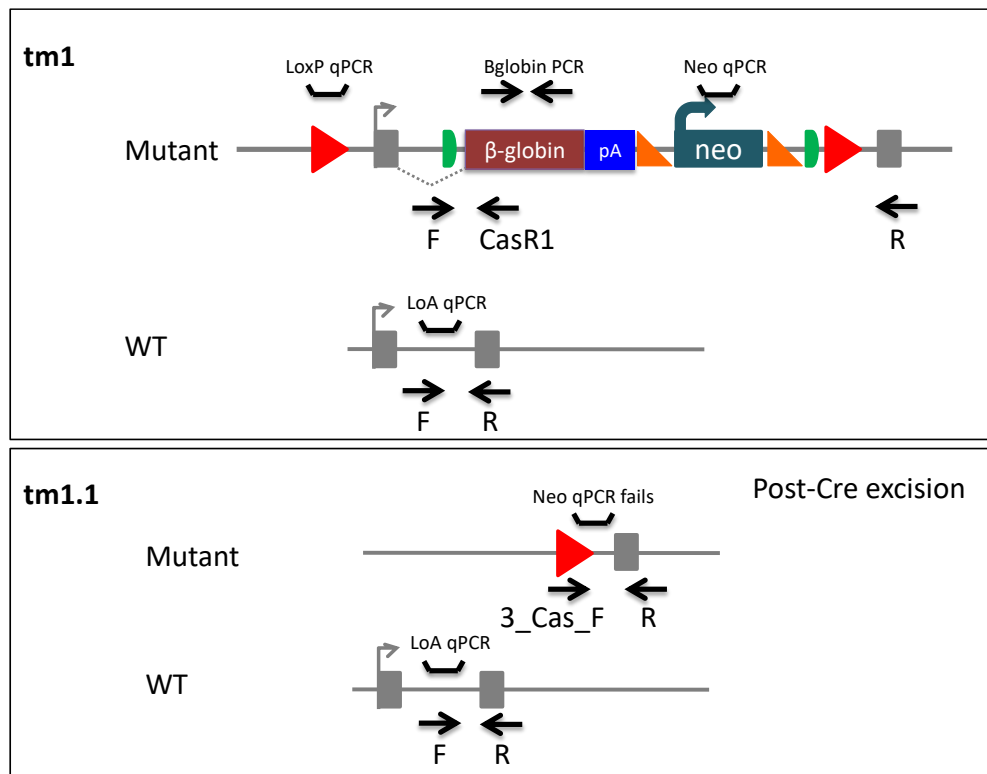 tm1
LoxP qPCR
Bglobin PCR
Neo qPCR
Mutant
β-globin
pA
neo
F
CasR1
R
LoA qPCR
WT
F
R
tm1.1
Post-Cre excision
Neo qPCR fails
Mutant
3_Cas_F
R
LoA qPCR
WT
F
R